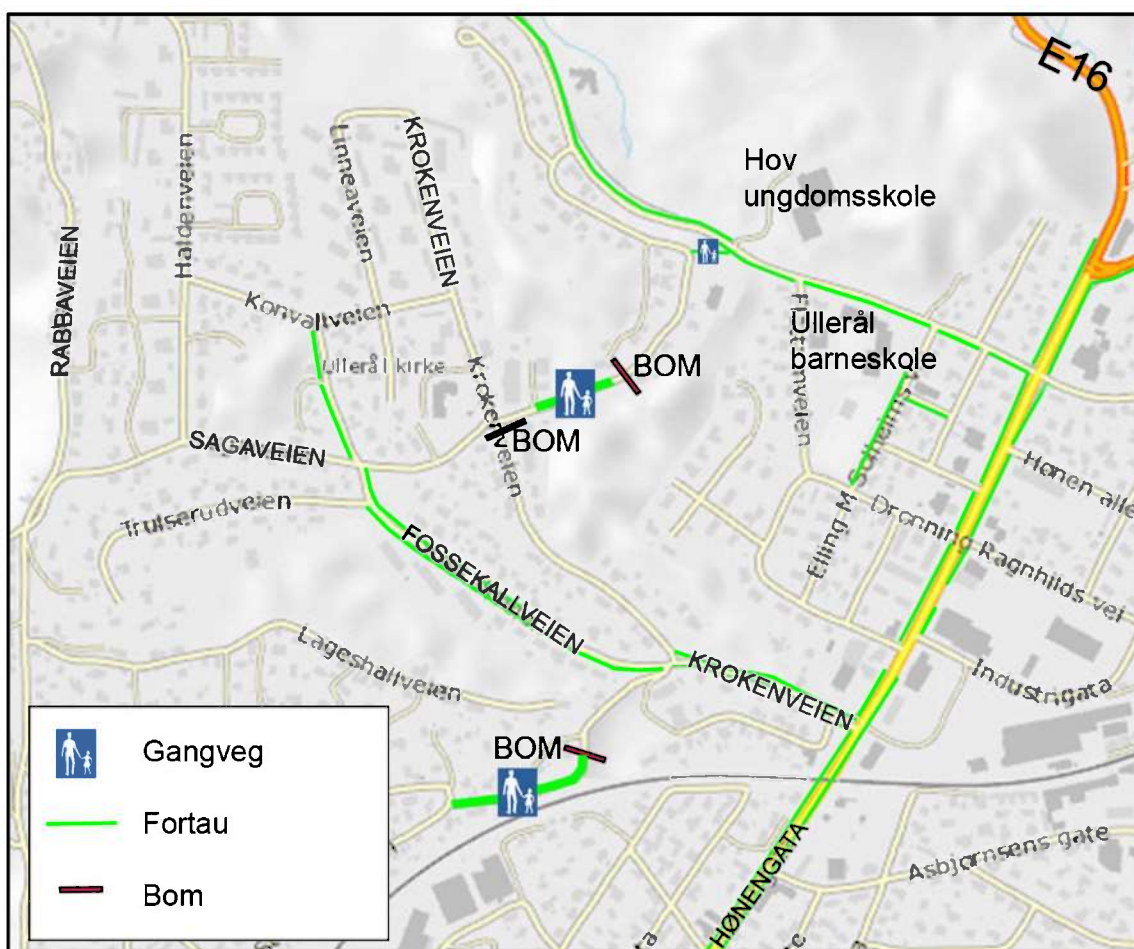 E16
Hov
ungdomsskole
KROKENVEIEN
Linneaveien
Haldenveien
RABBAVEIEN
Konvallveien
Ullerål
barneskole
Ullerål kirke
Krokenveien
BOM
BOM
SAGAVEIEN
Trulserudveien
FOSSEKALLVEIEN
Elling M Solheims
Hønen alle
Dronning Ragnhilds vei
Lageshallveien
KROKENVEIEN
Industrigata
BOM
Gangveg
Fortau
Bom
HØNENGATA
Asbjørnsens gate